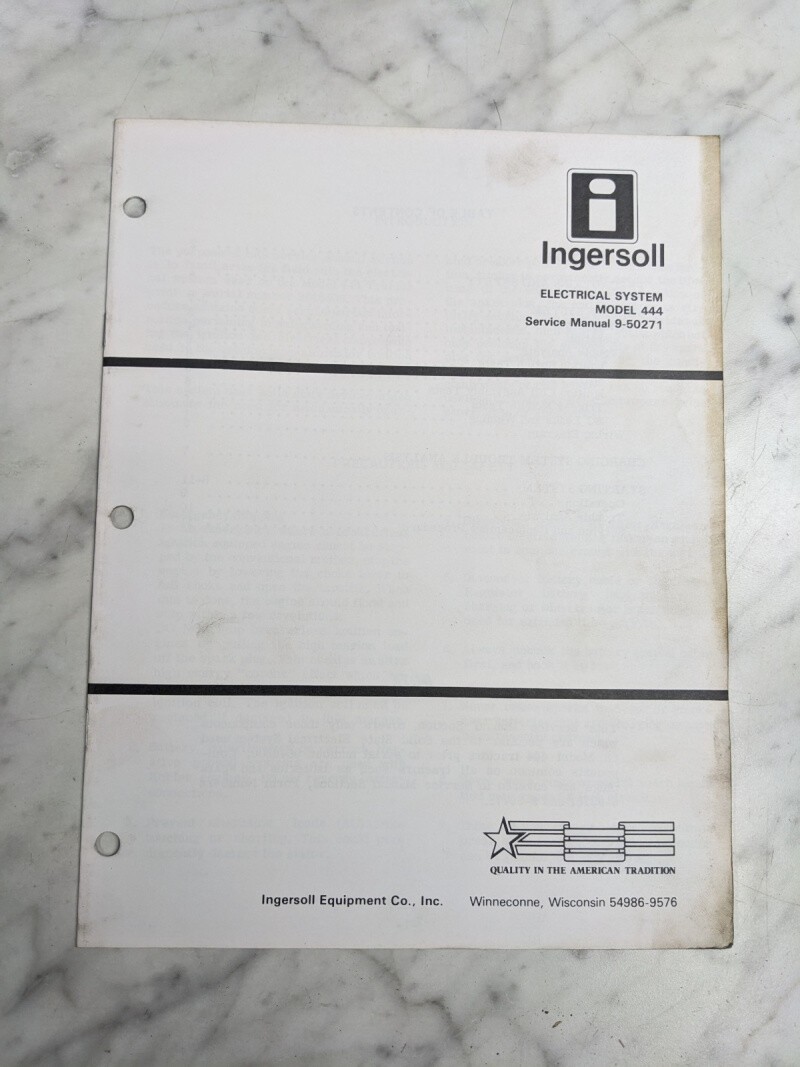 Ingersoll
ELECTRICAL SYSTEM
MODEL 444
Service Manual 9-50271
QUALITY IN THE AMERICAN TRADITION
Ingersoll Equipment Co., Inc. Winneconne, Wisconsin 54986-9576